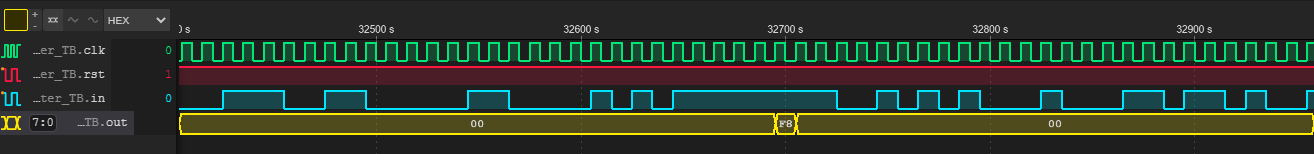 +
-
HEX
0 s 32500 s 32600 s 32700 s 32800 s 32900 s
…er_TB.clk 0
…er_TB.rst 1
…ter_TB.in 0
7:0 …TB.out 00 F8 00